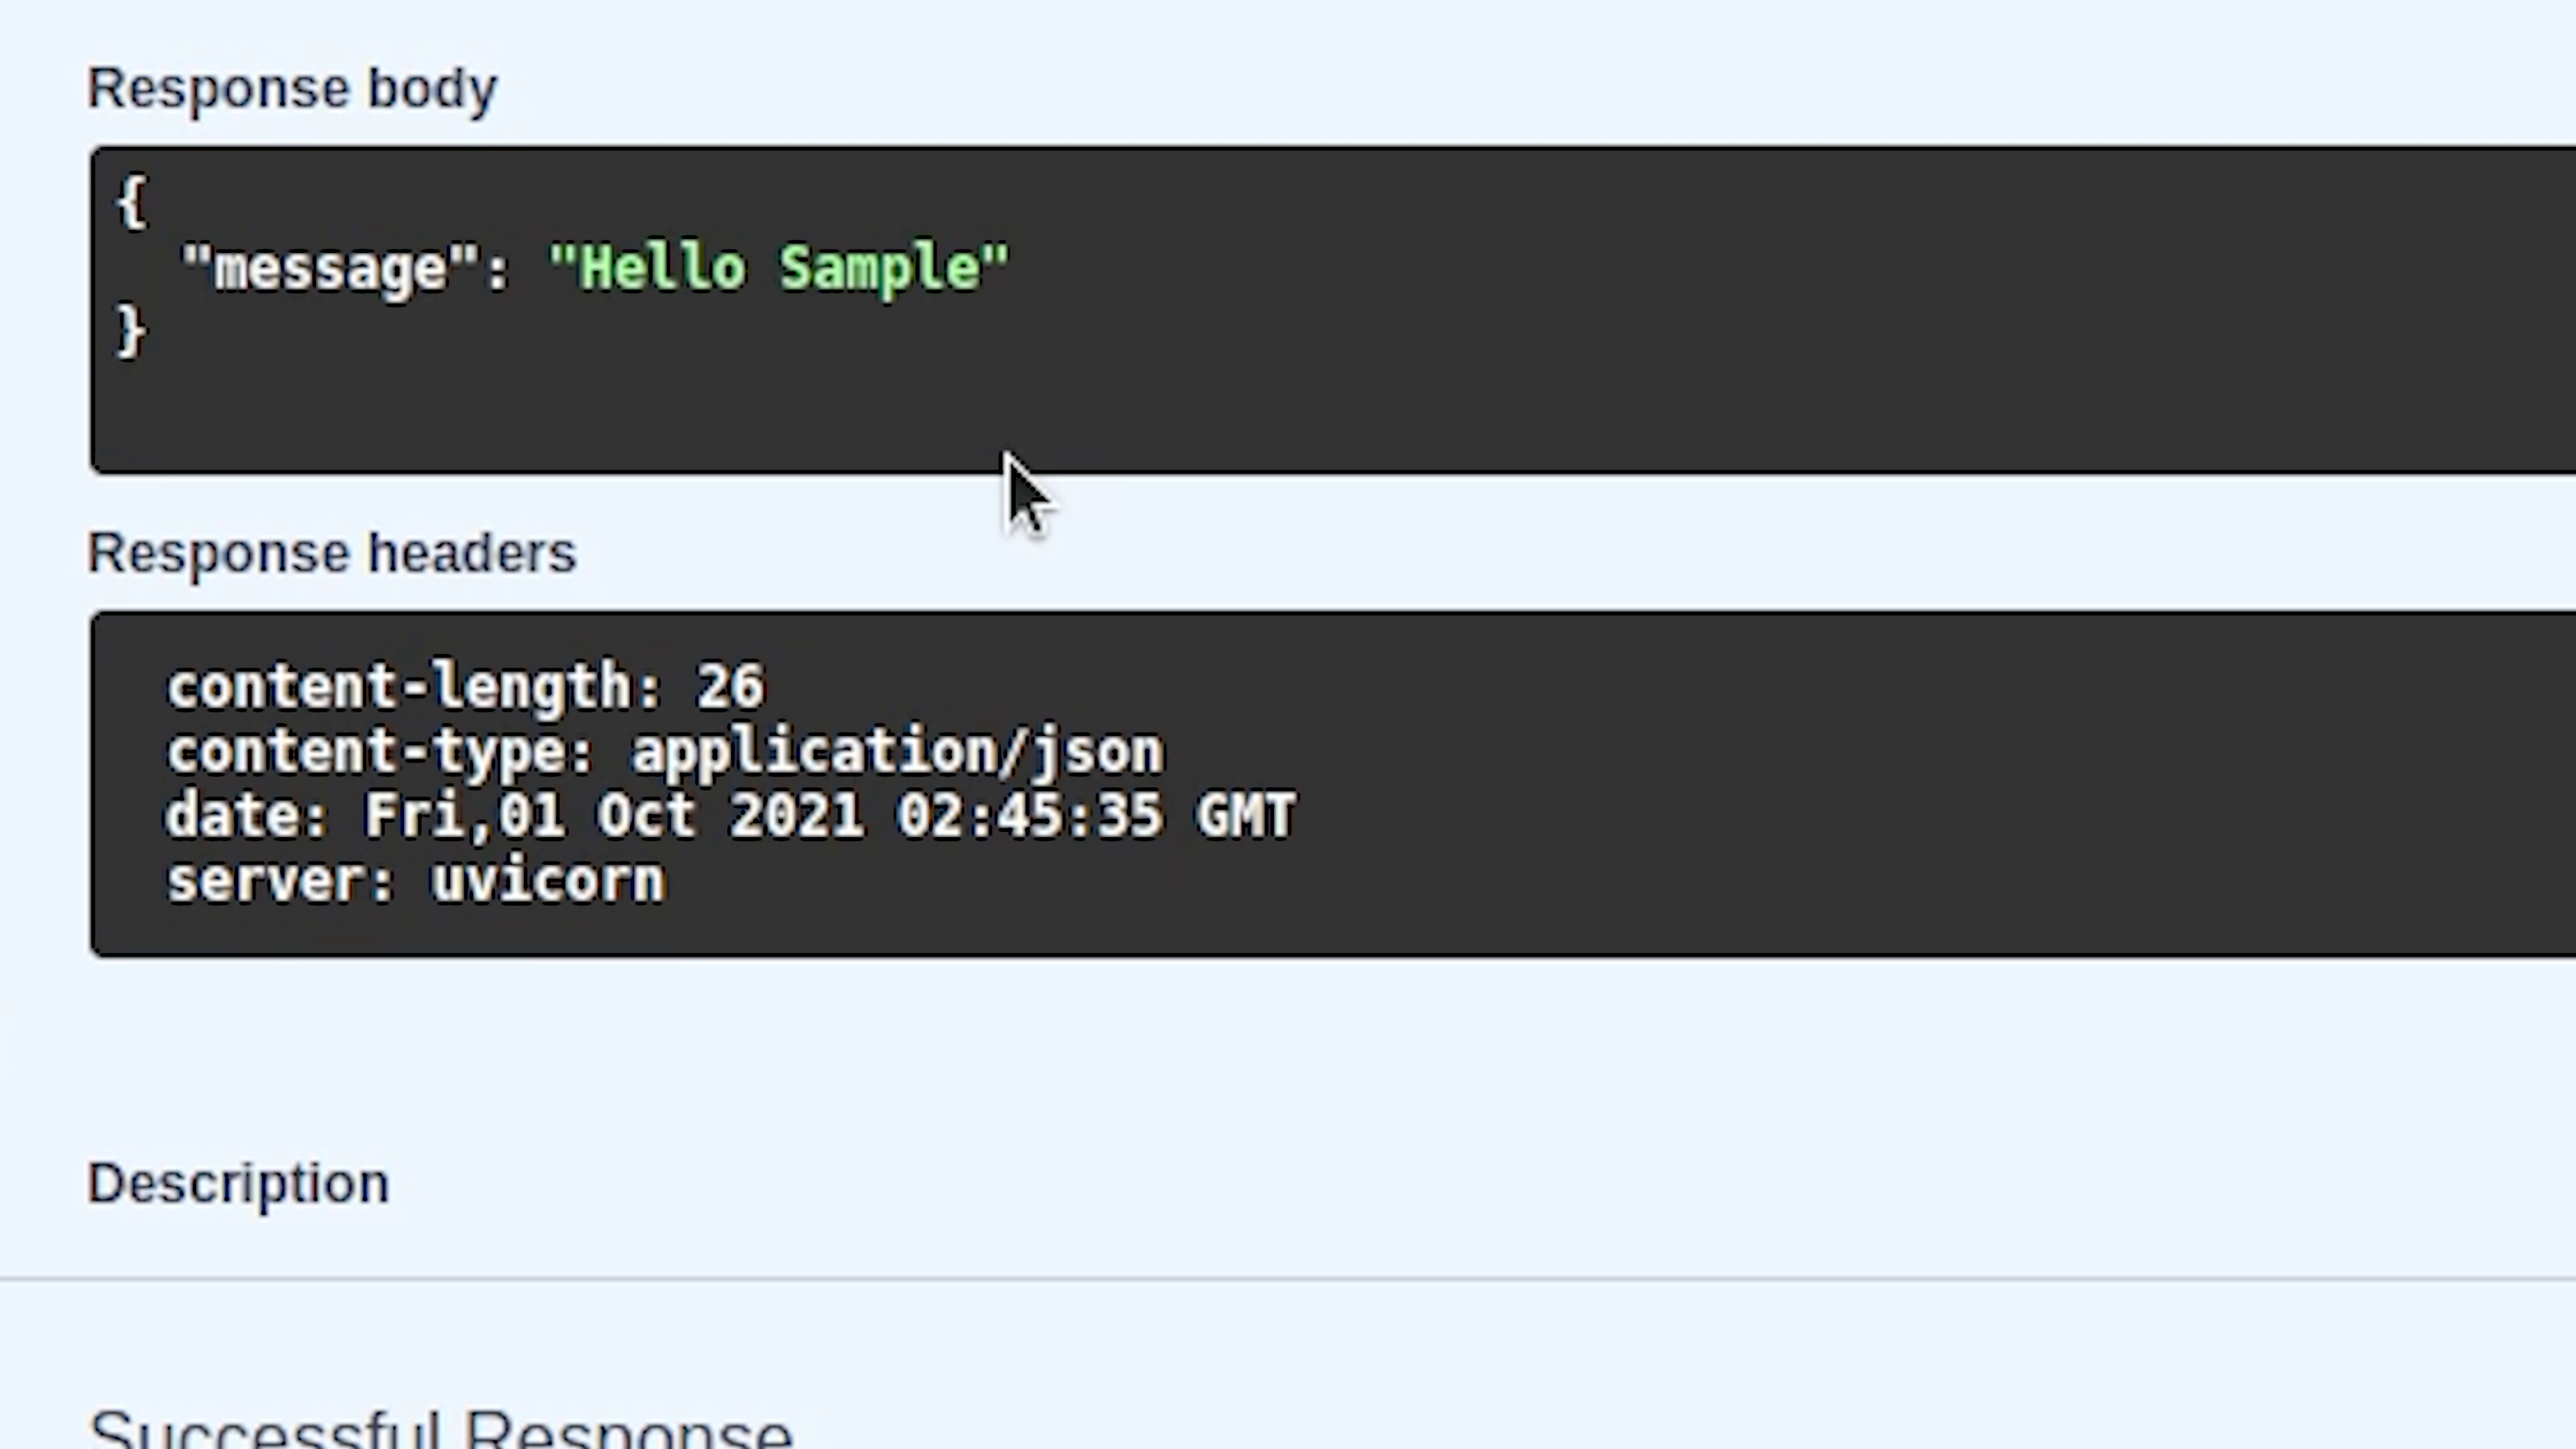 Response body
{
"message": "Hello Sample"
}
Response headers
content-length: 26
content-type: application/json
date: Fri,01 Oct 2021 02:45:35 GMT
server: uvicorn
Description
Successful Response